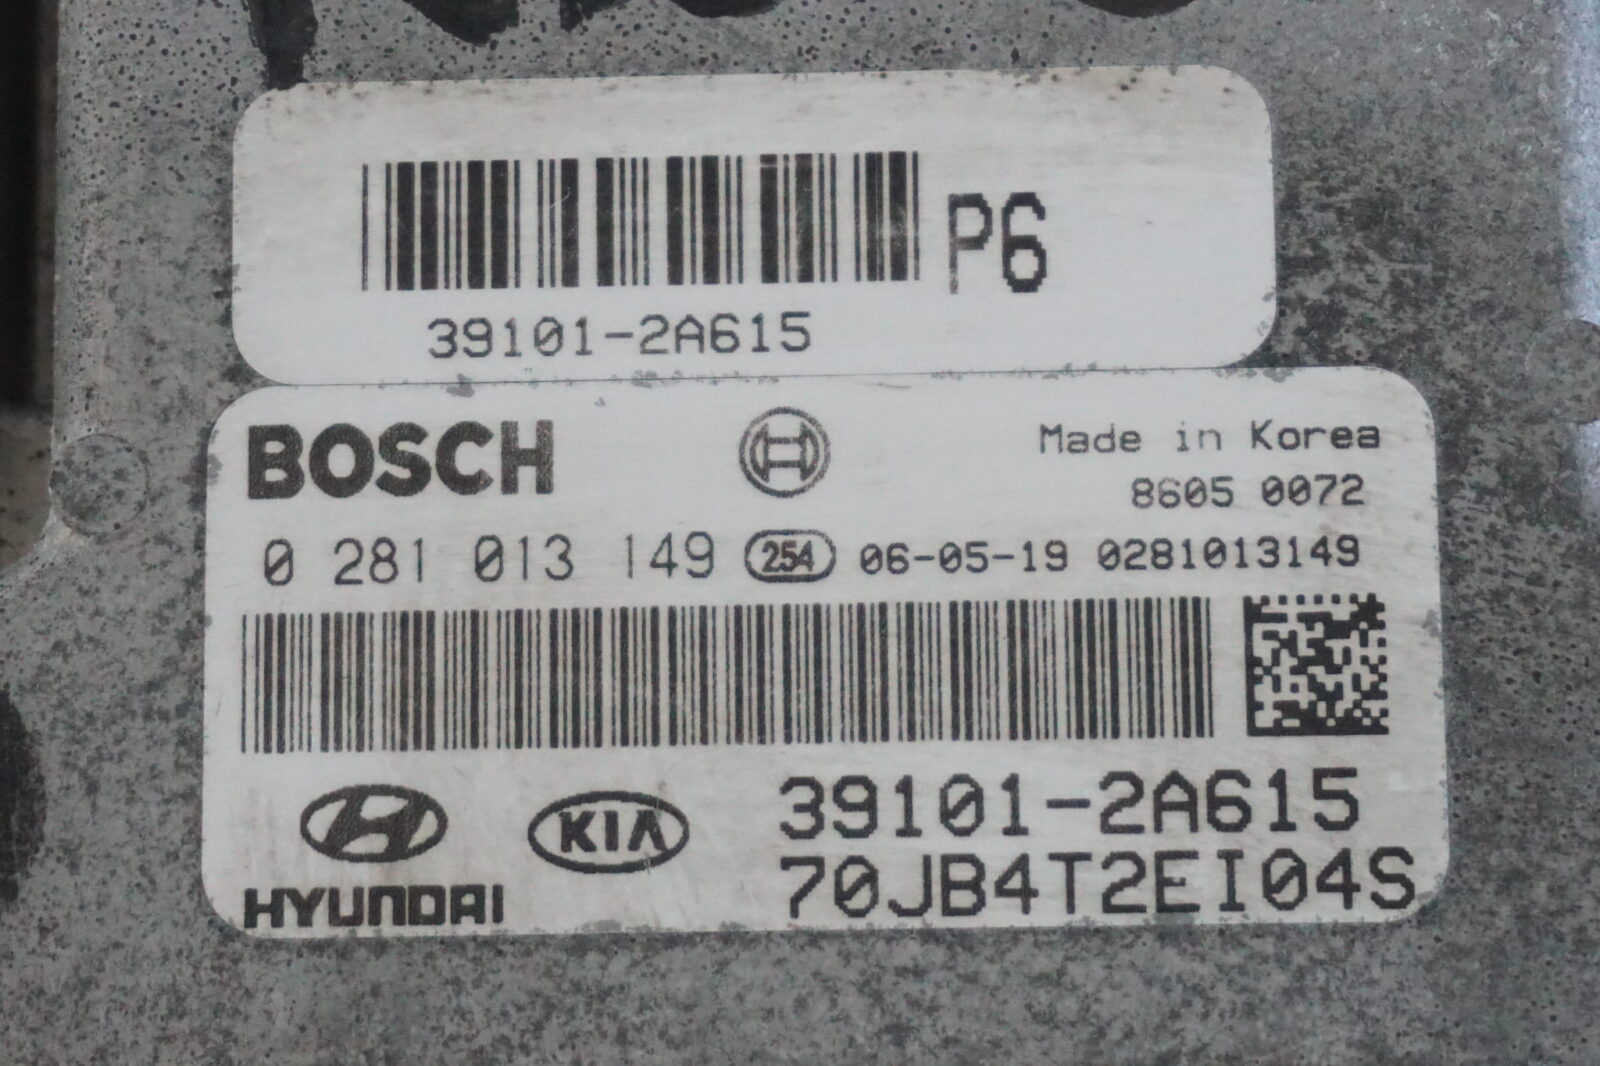 P6
39101-2A615
BOSCH
Made in Korea
8605 0072
0 281 013 149 254 06-05-19 0281013149
HYUNDAI
KIA
39101-2A615
70JB4T2EI04S